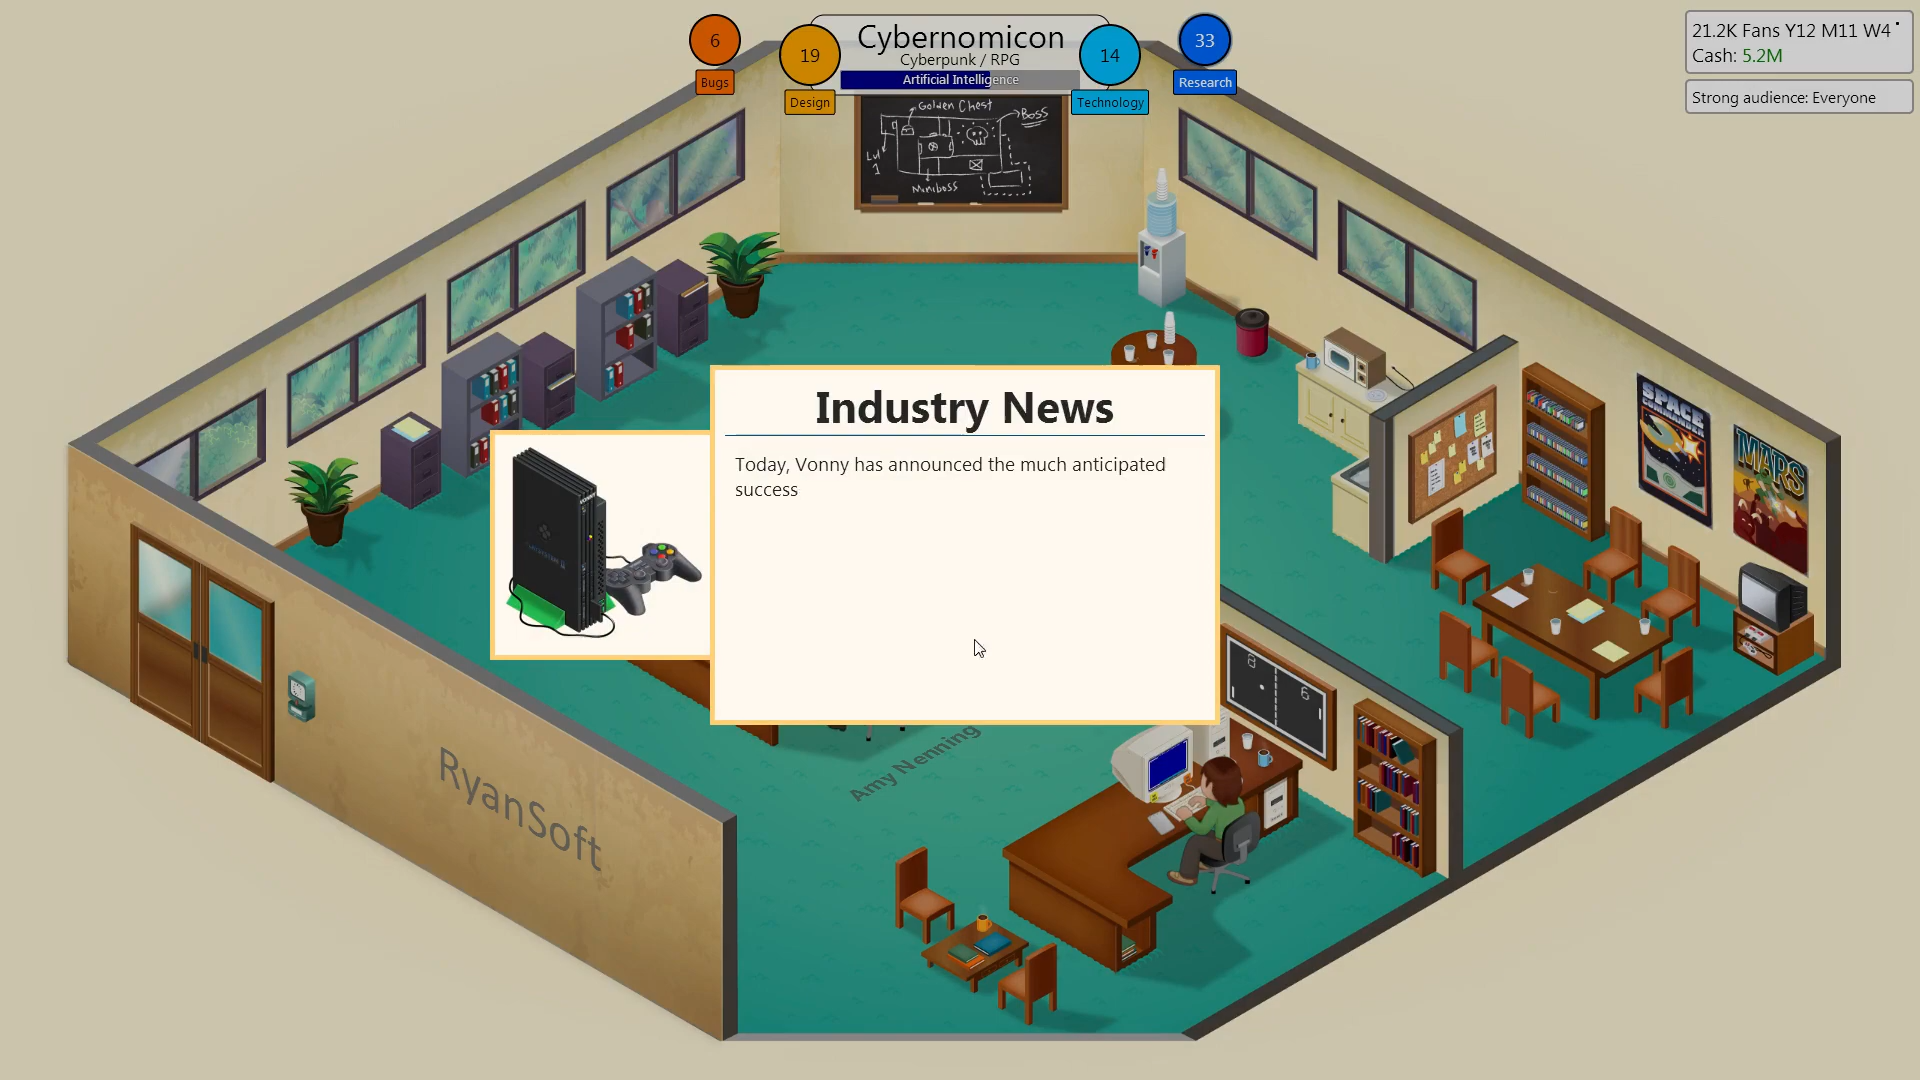 6
Bugs
19
Design
Cybernomicon
Cyberpunk / RPG
Artificial Intelligence
14
Technology
33
Research
21.2K Fans Y12 M11 W4
Cash: 5.2M
Strong audience: Everyone
Golden Chest
Boss
Lvl
1
Miniboss
SPACE
MARS
Industry News
Today, Vonny has announced the much anticipated
success
VONNY
6
Amy Nenning
RyanSoft